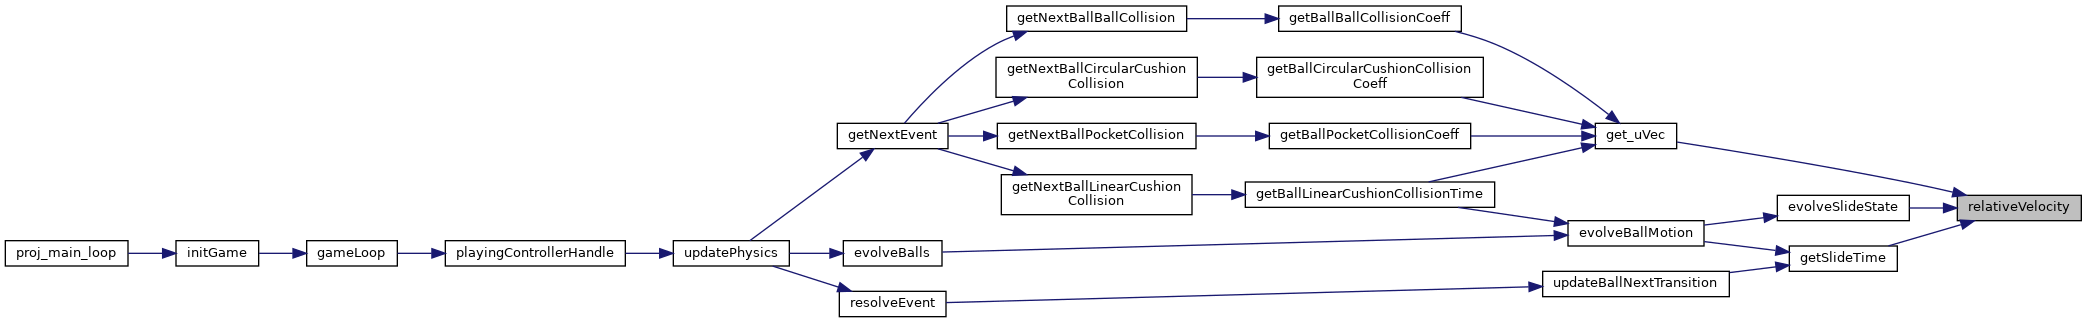 getNextBallBallCollision
getBallBallCollisionCoeff
getNextBallCircularCushion
Collision
getBallCircularCushionCollision
Coeff
getNextEvent
getNextBallPocketCollision
getBallPocketCollisionCoeff
get_uVec
getNextBallLinearCushion
Collision
getBallLinearCushionCollisionTime
evolveSlideState
relativeVelocity
evolveBallMotion
proj_main_loop
initGame
gameLoop
playingControllerHandle
updatePhysics
evolveBalls
getSlideTime
resolveEvent
updateBallNextTransition